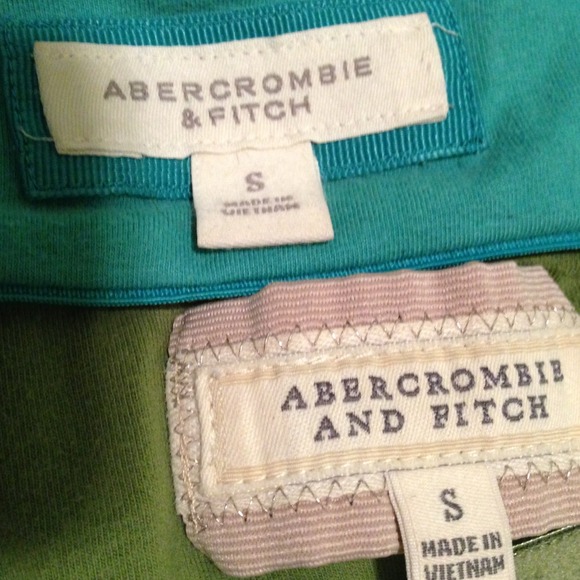 ABERCROMBIE
& FITCH
S
MADE IN
VIETNAM
ABERCROMBIE
AND FITCH
S
MADE IN
VIETNAM